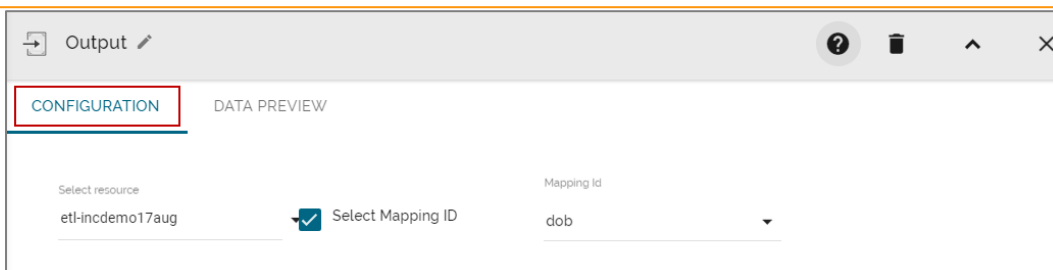 Output
CONFIGURATION DATA PREVIEW
Select resource Mapping Id
etl-incdemo17aug Select Mapping ID dob